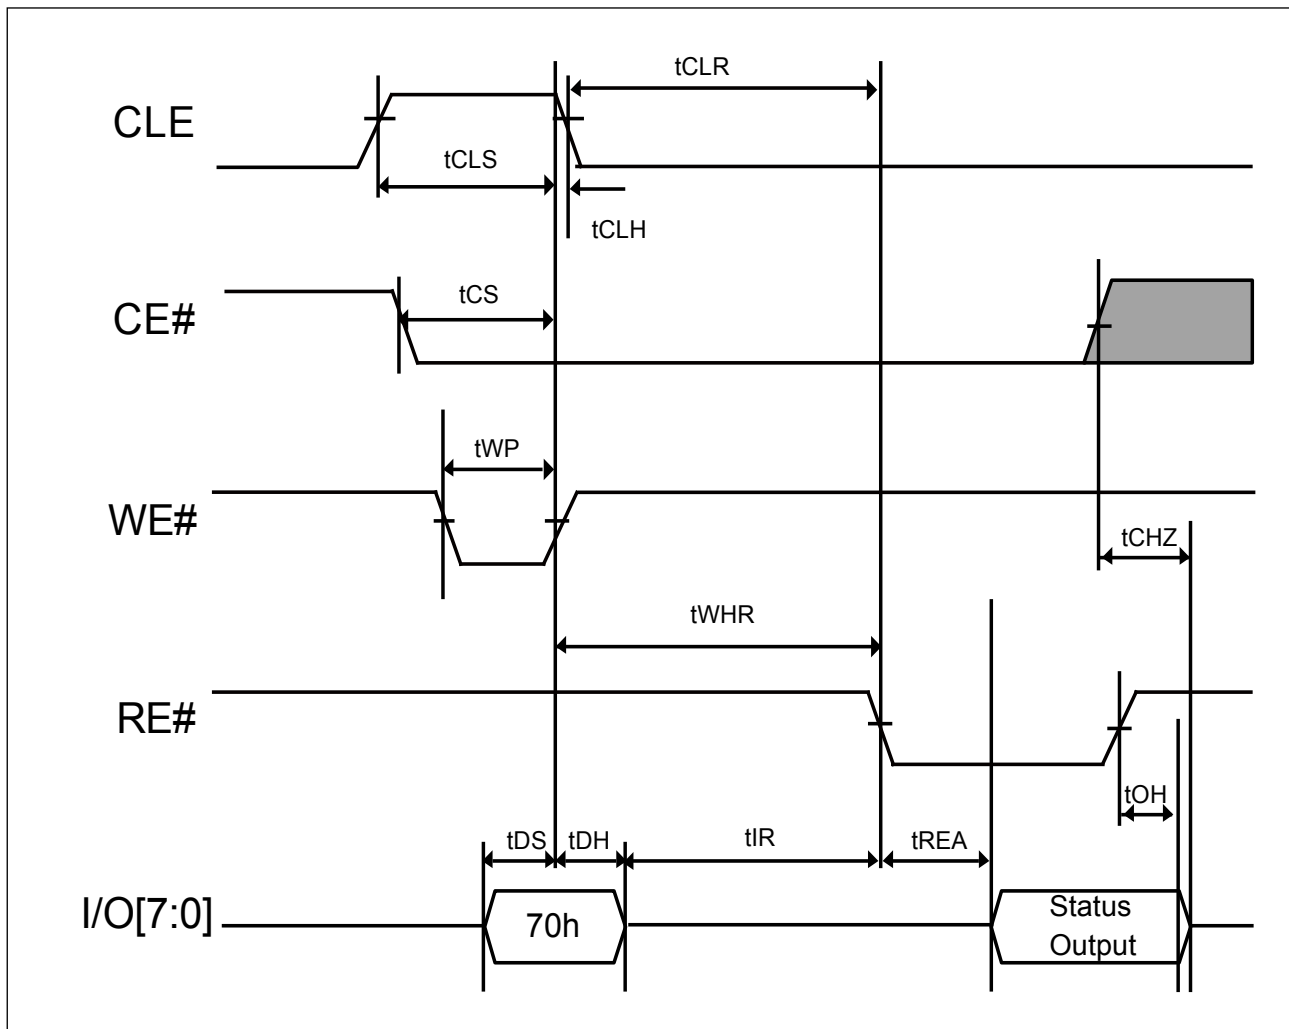 tCLR
CLE
tCLS
tCLH
CE#
tCS
tWP
WE#
tCHZ
tWHR
RE#
tOH
tDS
tDH
tIR
tREA
I/O[7:0]
70h
Status
Output